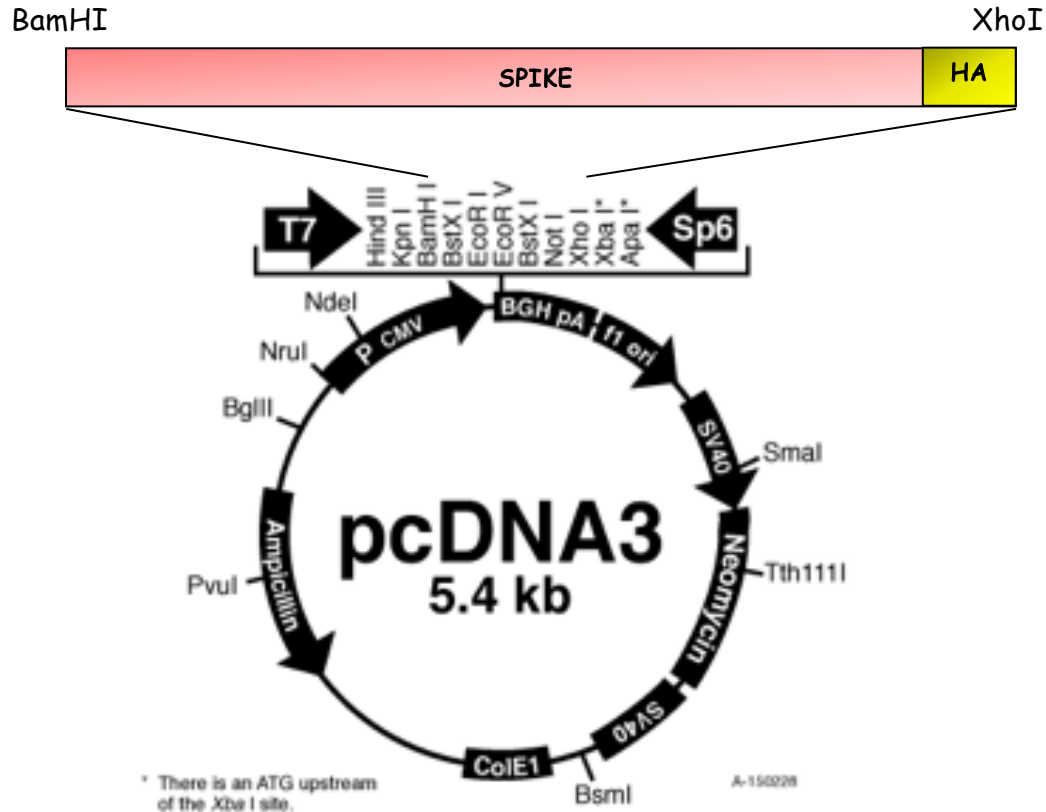 BamHI
XhoI
SPIKE
HA
T7
Hind III
Kpn I
BamH I
BstX I
EcoR I
EcoR V
BstX I
Not I
Xho I
Xba I*
Apa I*
Sp6
NdeI
NruI
BglII
PvuI
P CMV
BGH pA
f1 ori
SV40
SmaI
Neomycin
Tth111I
SV40
BsmI
ColE1
Ampicillin
pcDNA3
5.4 kb
* There is an ATG upstream
of the Xba I site.
A-150228